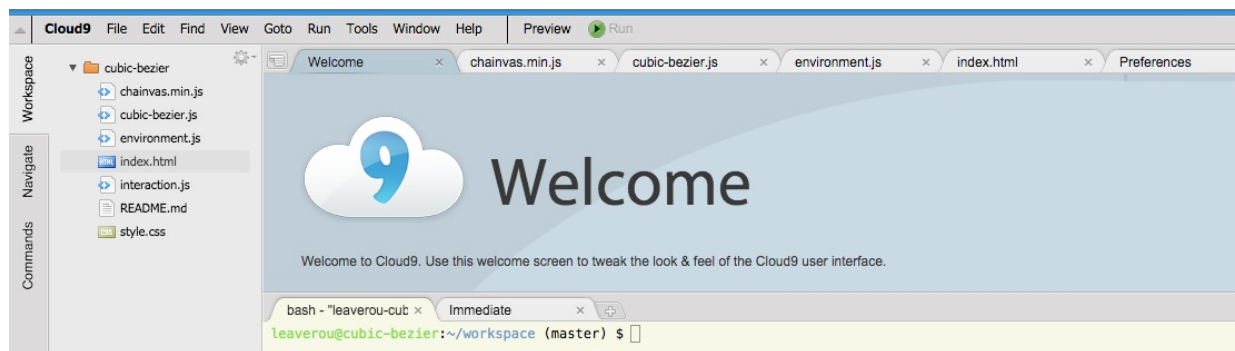 Cloud9 File Edit Find View Goto Run Tools Window Help Preview Run
Workspace
Navigate
Commands
cubic-bezier
chainvas.min.js
cubic-bezier.js
environment.js
index.html
interaction.js
README.md
style.css
Welcome chainvas.min.js cubic-bezier.js environment.js index.html Preferences
9 Welcome
Welcome to Cloud9. Use this welcome screen to tweak the look & feel of the Cloud9 user interface.
bash - "leaverou-cub Immediate
leaverou@cubic-bezier:~/workspace (master) $